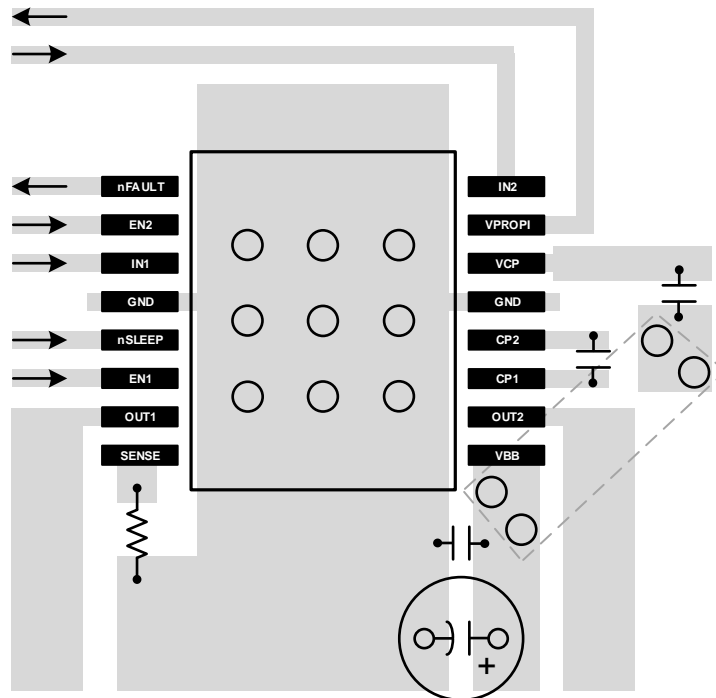 nFAULT
EN2
IN1
GND
nSLEEP
EN1
OUT1
SENSE
IN2
VPROPI
VCP
GND
CP2
CP1
OUT2
VBB
+